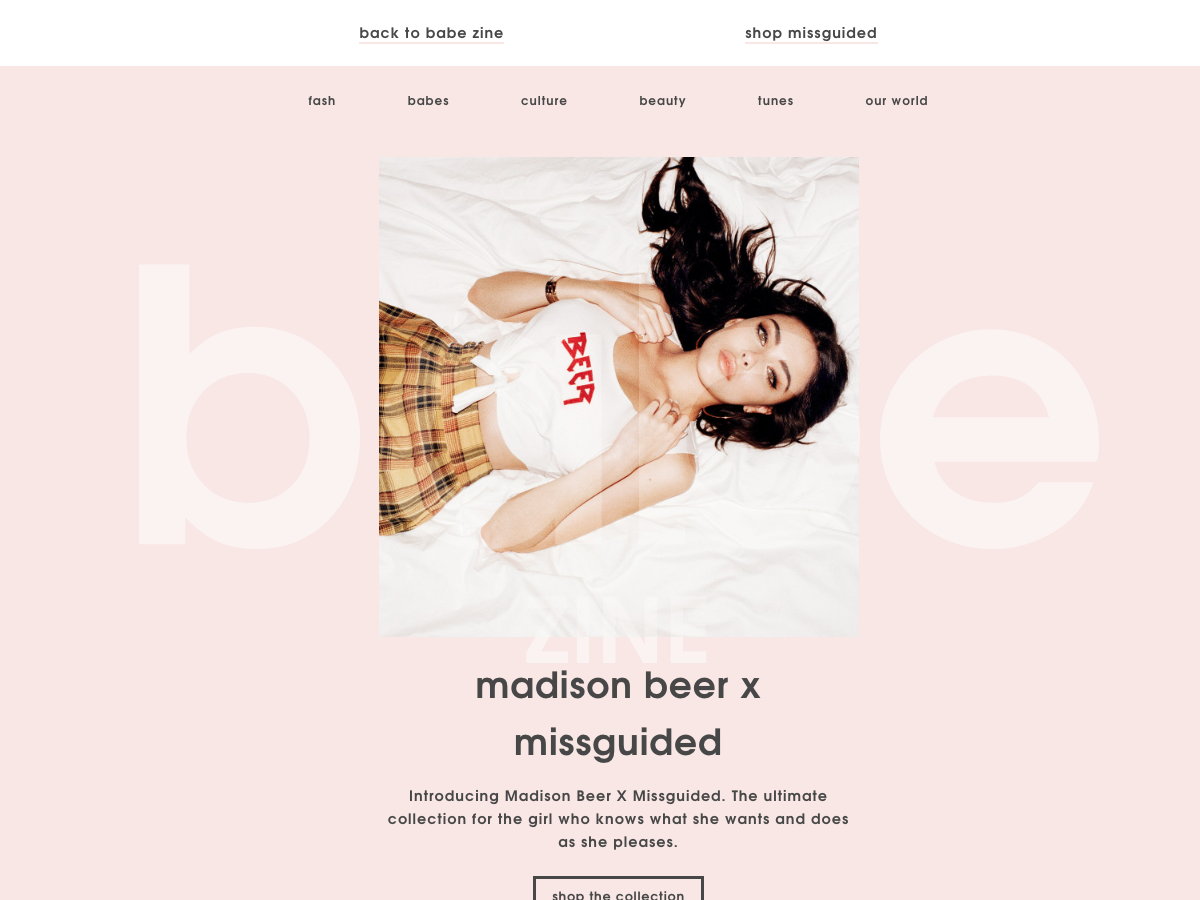 back to babe zine shop missguided
fash babes culture beauty tunes our world
babe
BEER
ZINE
madison beer x
missguided
Introducing Madison Beer X Missguided. The ultimate
collection for the girl who knows what she wants and does
as she pleases.
shop the collection